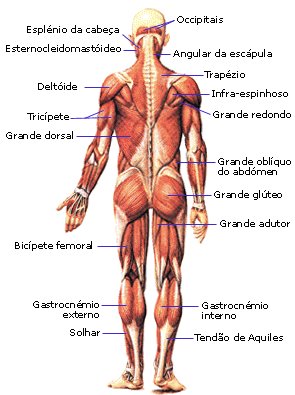 Occipitais
Esplénio da cabeça
Esternocleidomastóideo
Angular da escápula
Trapézio
Deltóide
Infra-espinhoso
Tricípete
Grande redondo
Grande dorsal
Grande oblíquo
do abdómen
Grande glúteo
Grande adutor
Bicípete femoral
Gastrocnémio
externo
Gastrocnémio
interno
Solhar
Tendão de Aquiles